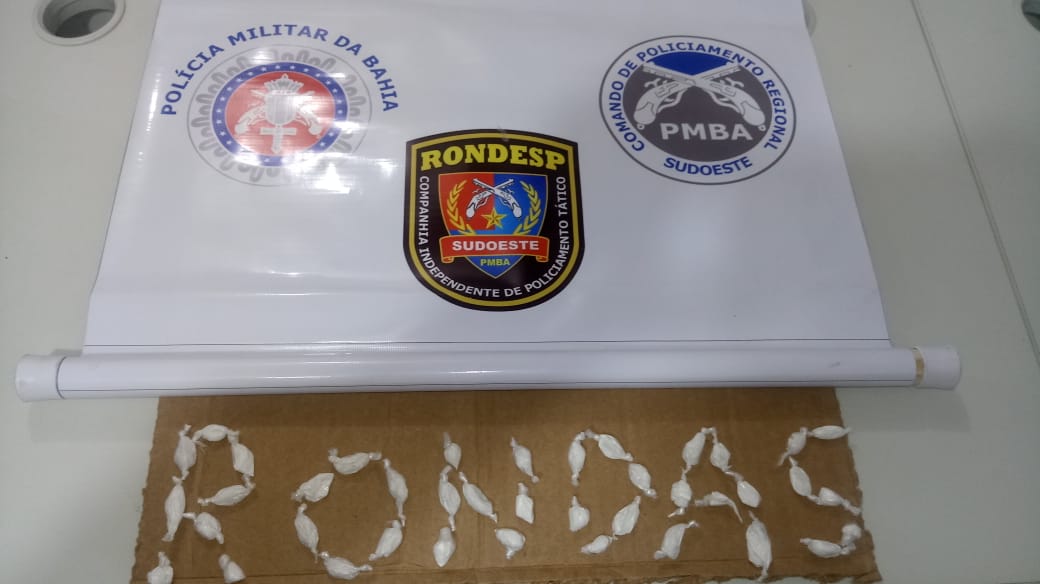 POLÍCIA MILITAR DA BAHIA
COMANDO DE POLICIAMENTO REGIONAL
PMBA
SUDOESTE
RONDESP
COMPANHIA INDEPENDENTE DE POLICIAMENTO TÁTICO
SUDOESTE
PMBA
RONDAS